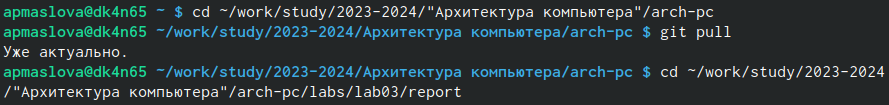 apmaslova@dk4n65 ~ $ cd ~/work/study/2023-2024/"Архитектура компьютера"/arch-pc
apmaslova@dk4n65 ~/work/study/2023-2024/Архитектура компьютера/arch-pc $ git pull
Уже актуально.
apmaslova@dk4n65 ~/work/study/2023-2024/Архитектура компьютера/arch-pc $ cd ~/work/study/2023-2024
/"Архитектура компьютера"/arch-pc/labs/lab03/report